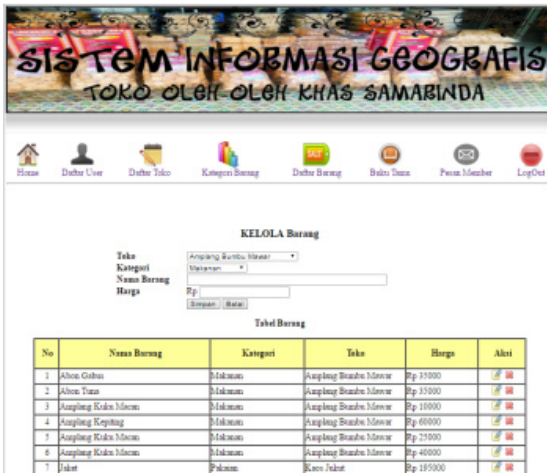 SISTEM INFORMASI GEOGRAFIS
TOKO OLEH-OLEH KHAS SAMARINDA
Home Daftar User Daftar Toko Kategori Barang Daftar Barang Buku Tamu Pesan Member LogOut
KELOLA Barang
Toko Amplang Bumbu Mawar
Kategori Makanan
Nama Barang
Harga Rp
Simpan Batal
Tabel Barang
No Nama Barang Kategori Toko Harga Aksi
1 Abon Gabus Makanan Amplang Bumbu Mawar Rp 35000
2 Abon Tuna Makanan Amplang Bumbu Mawar Rp 35000
3 Amplang Kuku Macan Makanan Amplang Bumbu Mawar Rp 10000
4 Amplang Kepiting Makanan Amplang Bumbu Mawar Rp 60000
5 Amplang Kuku Macan Makanan Amplang Bumbu Mawar Rp 25000
6 Amplang Kuku Macan Makanan Amplang Bumbu Mawar Rp 40000
7 Jaket Pakaian Kaos Rp 195000